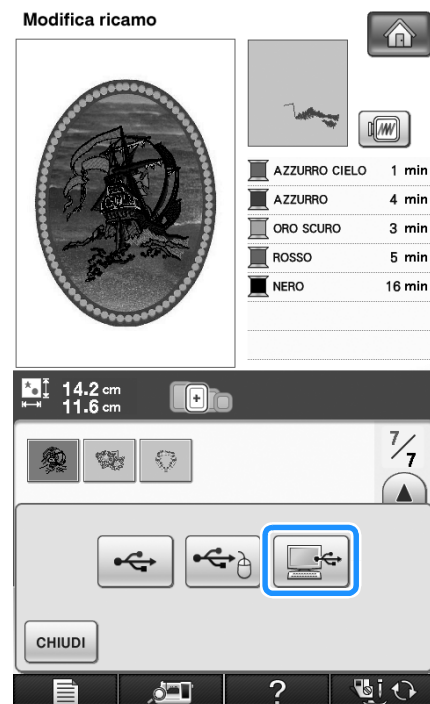 Modifica ricamo
AZZURRO CIELO 1 min
AZZURRO 4 min
ORO SCURO 3 min
ROSSO 5 min
NERO 16 min
14.2 cm
11.6 cm
7/7
CHIUDI
?